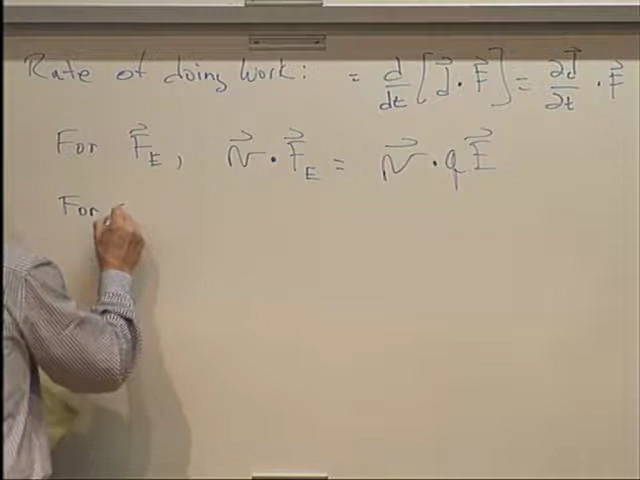 Rate of doing work: = d/dt [d⃗ · F⃗] = ∂d⃗/∂t · F⃗
For F⃗_E, v⃗ · F⃗_E = v⃗ · qE⃗
For